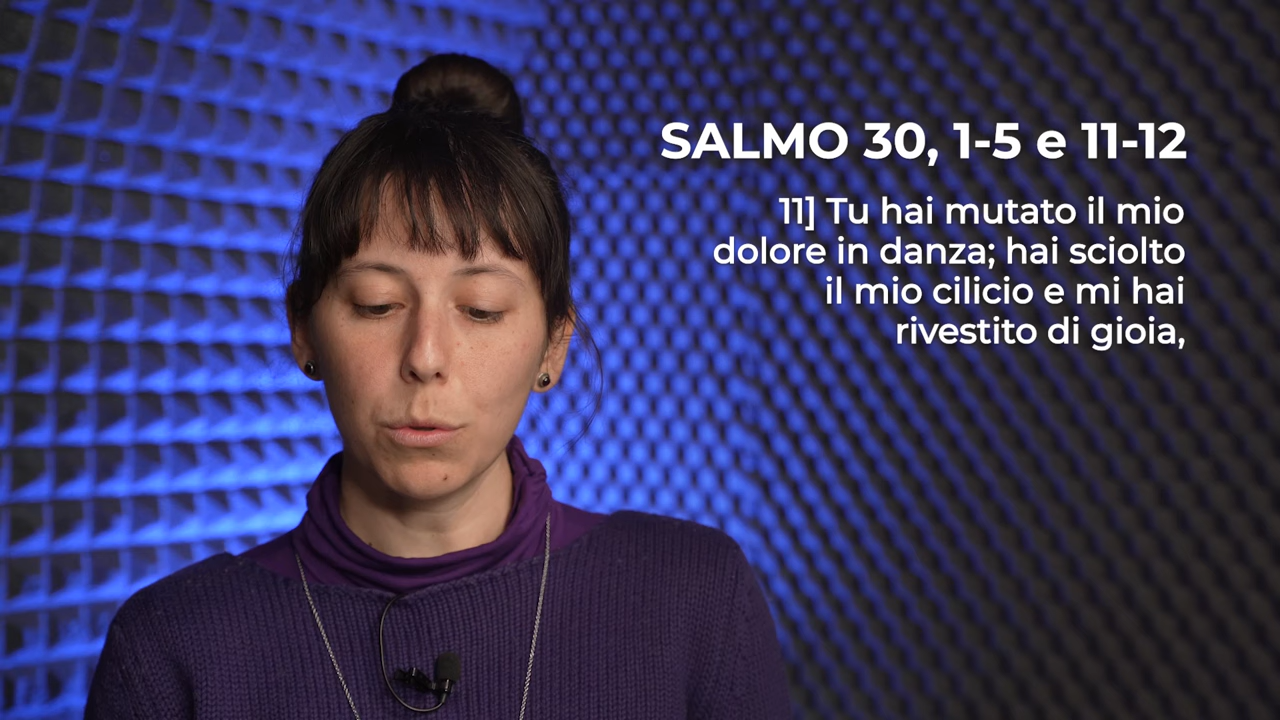 SALMO 30, 1-5 e 11-12
11] Tu hai mutato il mio
dolore in danza; hai sciolto
il mio cilicio e mi hai
rivestito di gioia,